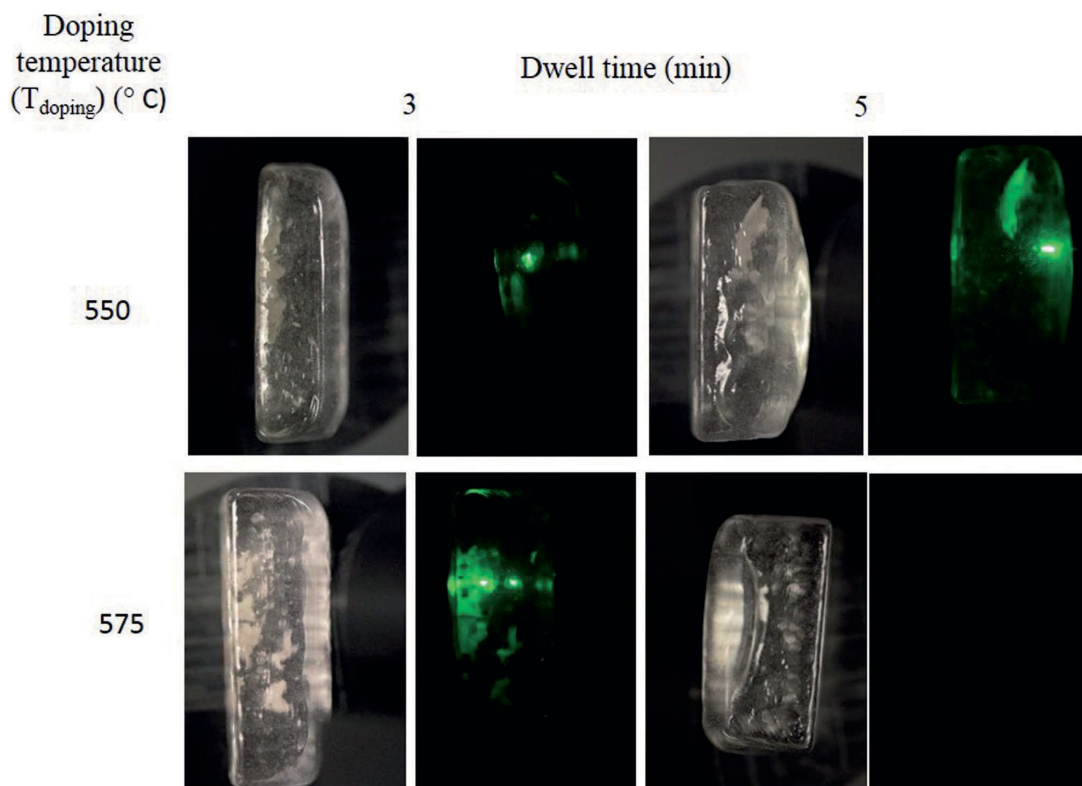 Doping
temperature
(T_doping) (° C)
Dwell time (min)
3
5
550
575